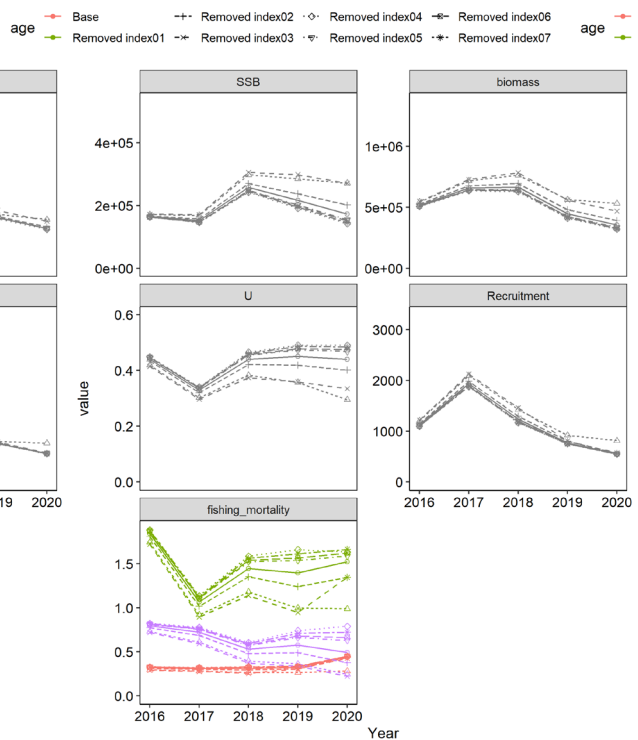 Base Removed index02 Removed index04 Removed index06
age age
Removed index01 Removed index03 Removed index05 Removed index07
SSB biomass
4e+05 1e+06
2e+05 5e+05
0e+00 0e+00
U Recruitment
0.6 3000
0.4 2000
0.2 1000
0.0 0
value
19 2020 2016 2017 2018 2019 2020
fishing_mortality
1.5
1.0
0.5
0.0
2016 2017 2018 2019 2020
Year